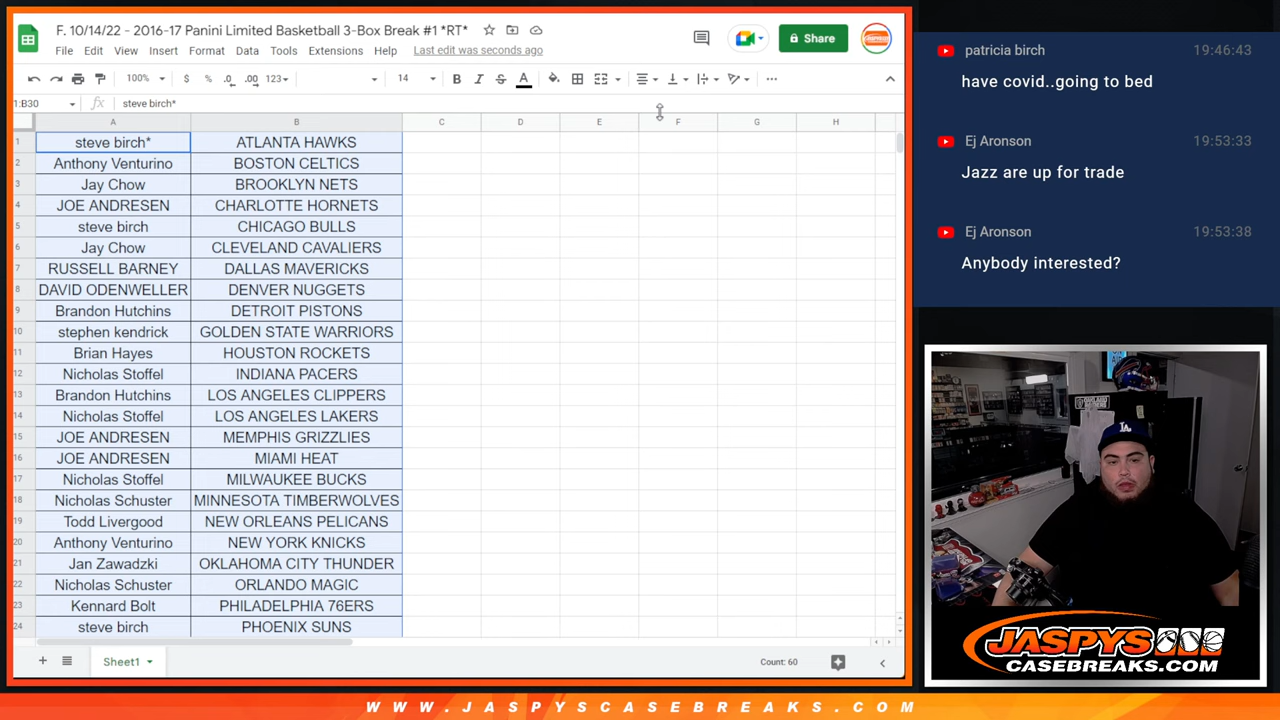 F. 10/14/22 - 2016-17 Panini Limited Basketball 3-Box Break #1 *RT*
File Edit View Insert Format Data Tools Extensions Help Last edit was seconds ago
Share
100% $ % .0 .00 123 14 B I S A
1:B30 fx steve birch*
A B C D E F G H
1 steve birch* ATLANTA HAWKS
2 Anthony Venturino BOSTON CELTICS
3 Jay Chow BROOKLYN NETS
4 JOE ANDRESEN CHARLOTTE HORNETS
5 steve birch CHICAGO BULLS
6 Jay Chow CLEVELAND CAVALIERS
7 RUSSELL BARNEY DALLAS MAVERICKS
8 DAVID ODENWELLER DENVER NUGGETS
9 Brandon Hutchins DETROIT PISTONS
10 stephen kendrick GOLDEN STATE WARRIORS
11 Brian Hayes HOUSTON ROCKETS
12 Nicholas Stoffel INDIANA PACERS
13 Brandon Hutchins LOS ANGELES CLIPPERS
14 Nicholas Stoffel LOS ANGELES LAKERS
15 JOE ANDRESEN MEMPHIS GRIZZLIES
16 JOE ANDRESEN MIAMI HEAT
17 Nicholas Stoffel MILWAUKEE BUCKS
18 Nicholas Schuster MINNESOTA TIMBERWOLVES
19 Todd Livergood NEW ORLEANS PELICANS
20 Anthony Venturino NEW YORK KNICKS
21 Jan Zawadzki OKLAHOMA CITY THUNDER
22 Nicholas Schuster ORLANDO MAGIC
23 Kennard Bolt PHILADELPHIA 76ERS
24 steve birch PHOENIX SUNS
Sheet1
Count: 60
patricia birch 19:46:43
have covid..going to bed
Ej Aronson 19:53:33
Jazz are up for trade
Ej Aronson 19:53:38
Anybody interested?
LA
JASPYS
CASEBREAKS.COM
WWW.JASPYSCASEBREAKS.COM